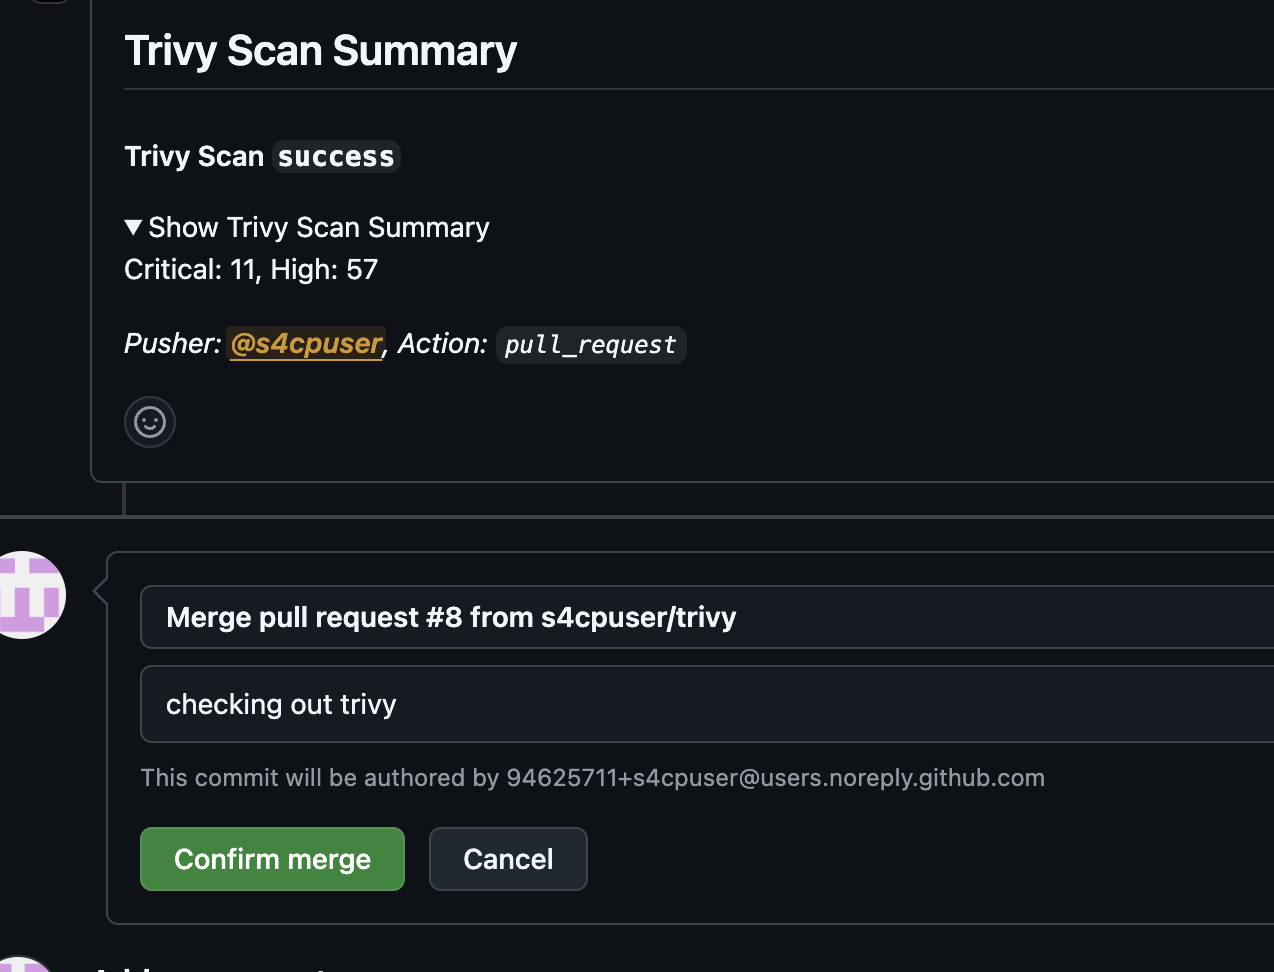 Trivy Scan Summary
Trivy Scan success
▼ Show Trivy Scan Summary
Critical: 11, High: 57
Pusher: @s4cpuser, Action: pull_request
Merge pull request #8 from s4cpuser/trivy
checking out trivy
This commit will be authored by 94625711+s4cpuser@users.noreply.github.com
Confirm merge Cancel